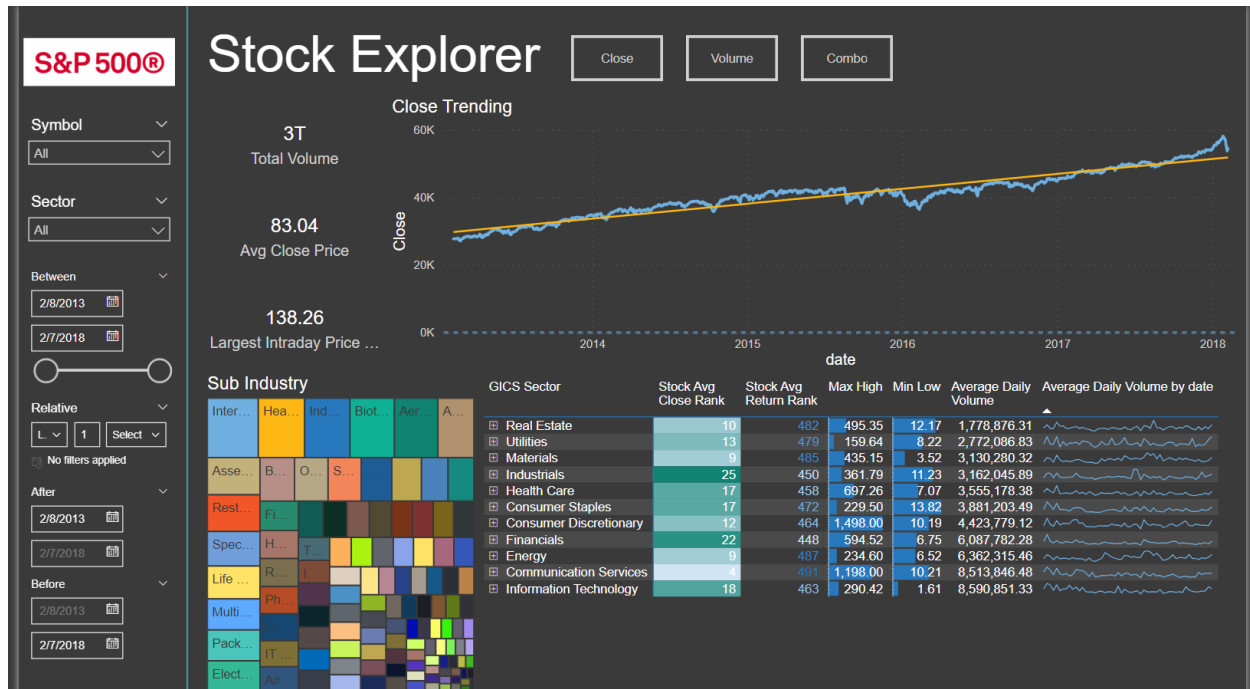 S&P 500®
Stock Explorer
Close
Volume
Combo
Symbol
All
Sector
All
Between
2/8/2013
2/7/2018
Relative
L.
1
Select
No filters applied
After
2/8/2013
2/7/2018
Before
2/8/2013
2/7/2018
3T
Total Volume
83.04
Avg Close Price
138.26
Largest Intraday Price ...
Close Trending
60K
40K
20K
0K
Close
2014
2015
2016
2017
2018
date
Sub Industry
Inter... Hea... Ind... Biot... Aer... A...
Asse... B... O... S...
Rest... Fi...
Spec... H... T...
Life ... R... I...
Multi... Ph...
Pack... IT ...
Elect... Air...
GICS Sector Stock Avg Close Rank Stock Avg Return Rank Max High Min Low Average Daily Volume Average Daily Volume by date
Real Estate 10 482 495.35 12.17 1,778,876.31
Utilities 13 479 159.64 8.22 2,772,086.83
Materials 9 485 435.15 3.52 3,130,280.32
Industrials 25 450 361.79 11.23 3,162,045.89
Health Care 17 458 697.26 7.07 3,555,178.38
Consumer Staples 17 472 229.50 13.82 3,881,203.49
Consumer Discretionary 12 464 1,498.00 10.19 4,423,779.12
Financials 22 448 594.52 6.75 6,087,782.28
Energy 9 487 234.60 6.52 6,362,315.46
Communication Services 4 491 1,198.00 10.21 8,513,846.48
Information Technology 18 463 290.42 1.61 8,590,851.33